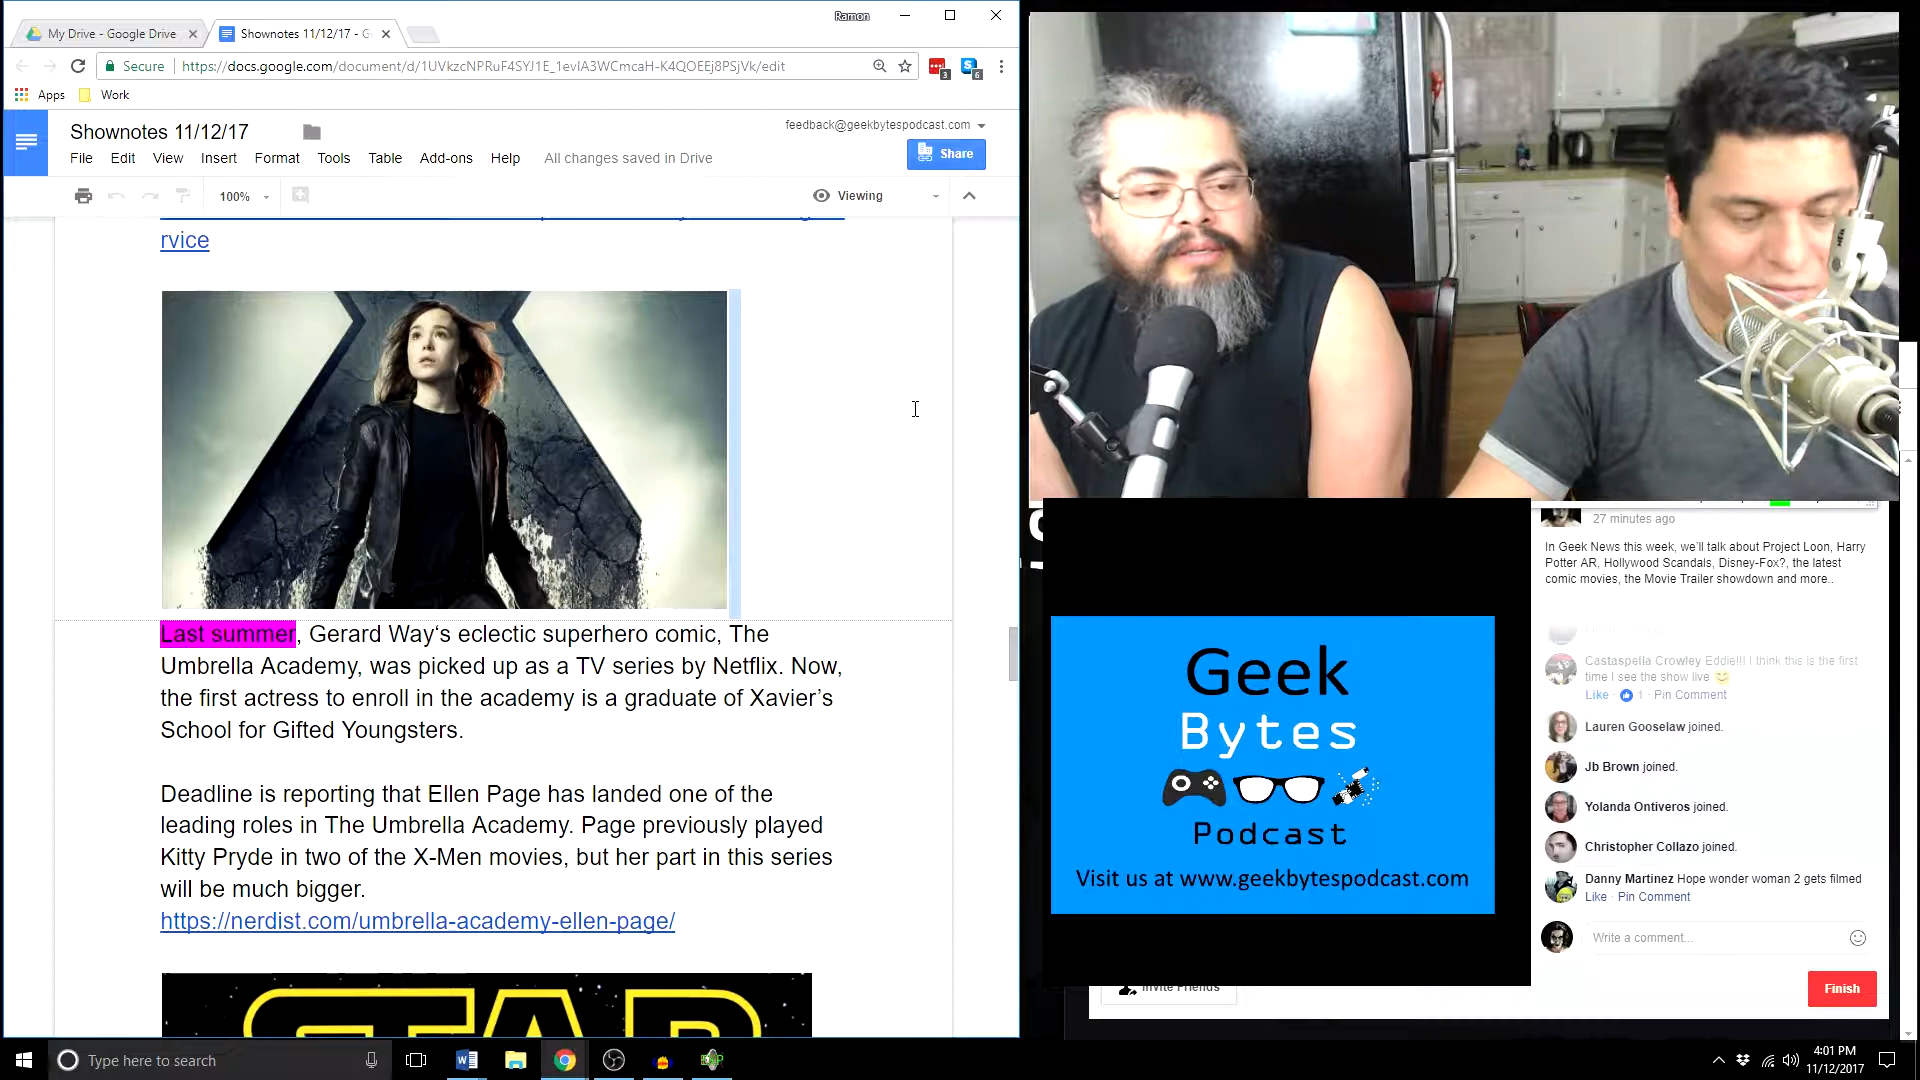 Ramon
My Drive - Google Drive
Shownotes 11/12/17 - G
Secure
https://docs.google.com/document/d/1UVkzcNPRuF4SYJ1E_1evIA3WCmcaH-K4QOEEj8PSjVk/edit
3
6
Apps
Work
Shownotes 11/12/17
feedback@geekbytespodcast.com
File Edit View Insert Format Tools Table Add-ons Help All changes saved in Drive
Share
100%
Viewing
rvice
Last summer, Gerard Way‘s eclectic superhero comic, The
Umbrella Academy, was picked up as a TV series by Netflix. Now,
the first actress to enroll in the academy is a graduate of Xavier’s
School for Gifted Youngsters.
Deadline is reporting that Ellen Page has landed one of the
leading roles in The Umbrella Academy. Page previously played
Kitty Pryde in two of the X-Men movies, but her part in this series
will be much bigger.
https://nerdist.com/umbrella-academy-ellen-page/
STAR
27 minutes ago
In Geek News this week, we'll talk about Project Loon, Harry
Potter AR, Hollywood Scandals, Disney-Fox?, the latest
comic movies, the Movie Trailer showdown and more..
Castaspella Crowley Eddie!!! I think this is the first
time I see the show live
Like · 1 · Pin Comment
Lauren Gooselaw joined.
Jb Brown joined.
Yolanda Ontiveros joined.
Christopher Collazo joined.
Danny Martinez Hope wonder woman 2 gets filmed
Like · Pin Comment
Write a comment...
Finish
Invite Friends
Geek
Bytes
Podcast
Visit us at www.geekbytespodcast.com
Type here to search
4:01 PM
11/12/2017